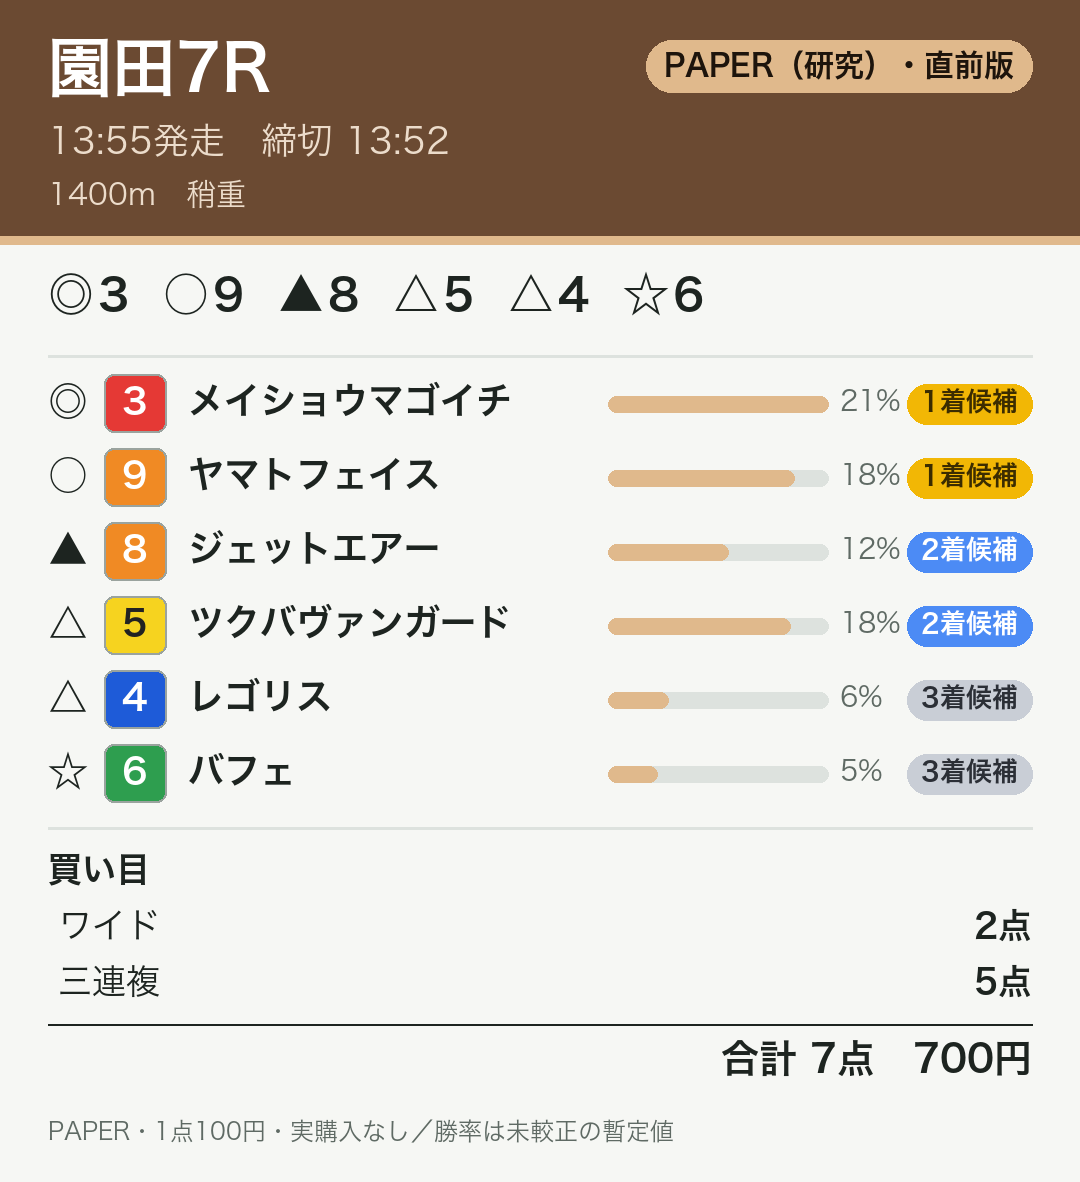 園田7R
PAPER（研究）・直前版
13:55発走　締切 13:52
1400m　稍重
◎3 ○9 ▲8 △5 △4 ☆6
◎ 3 メイショウマゴイチ 21% 1着候補
○ 9 ヤマトフェイス 18% 1着候補
▲ 8 ジェットエアー 12% 2着候補
△ 5 ツクバヴァンガード 18% 2着候補
△ 4 レゴリス 6% 3着候補
☆ 6 バフェ 5% 3着候補
買い目
ワイド 2点
三連複 5点
合計 7点　700円
PAPER・1点100円・実購入なし／勝率は未較正の暫定値